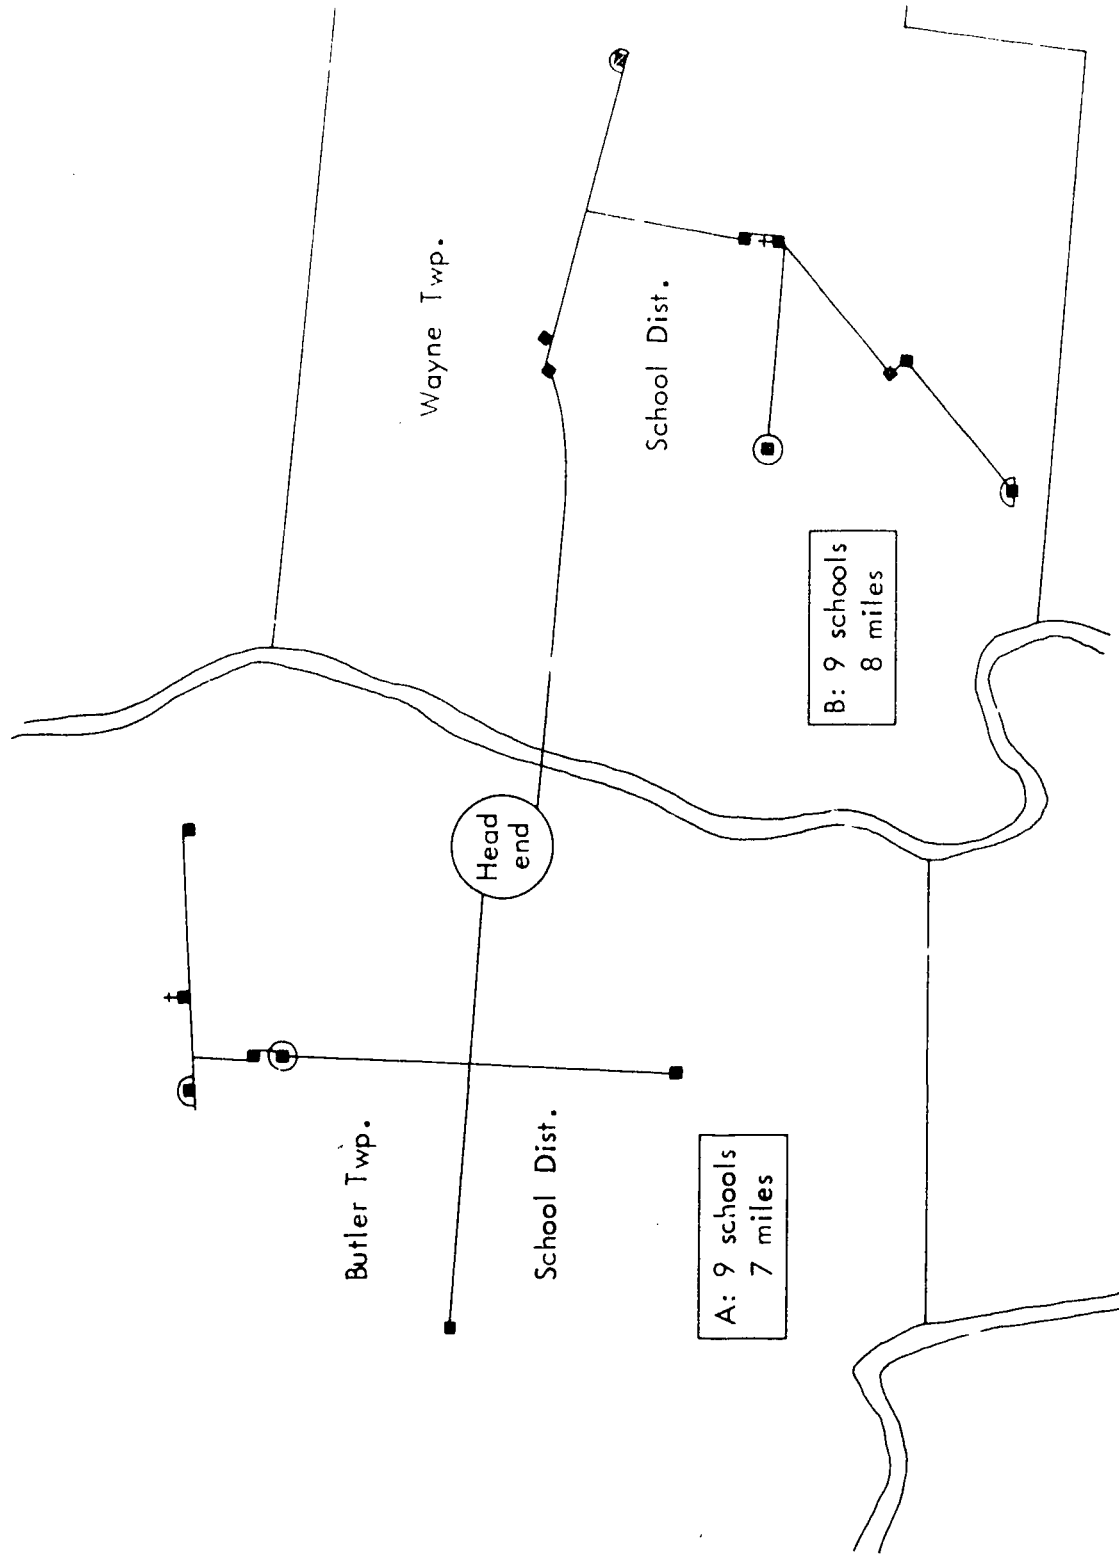 Butler Twp.
School Dist.
A: 9 schools
7 miles
Head
end
Wayne Twp.
School Dist.
B: 9 schools
8 miles